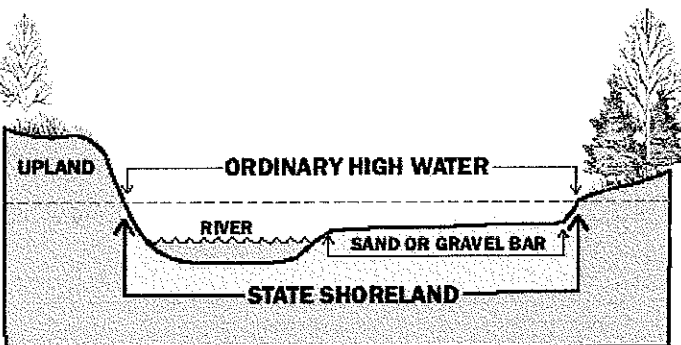 UPLAND
ORDINARY HIGH WATER
RIVER
SAND OR GRAVEL BAR
STATE SHORELAND